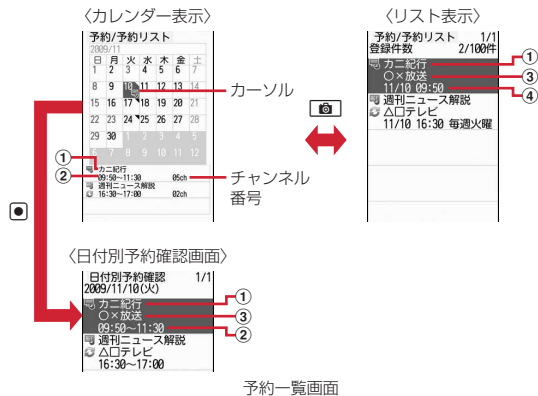 〈カレンダー表示〉
予約/予約リスト
2009/11
日 月 火 水 木 金 土
1 2 3 4 5 6 7
8 9 10 11 12 13 14
15 16 17 18 19 20 21
22 23 24 25 26 27 28
29 30 1 2 3 4 5
6 7 8 9 10 11 12
① カニ紀行
② 09:50～11:30 05ch
週刊ニュース解説
16:30～17:00 02ch
カーソル
チャンネル
番号
〈リスト表示〉
予約/予約リスト 1/1
登録件数 2/100件
カニ紀行 ①
○×放送 ③
11/10 09:50 ④
週刊ニュース解説
△□テレビ
11/10 16:30 毎週火曜
〈日付別予約確認画面〉
日付別予約確認 1/1
2009/11/10(火)
カニ紀行 ①
○×放送 ③
09:50～11:30 ②
週刊ニュース解説
△□テレビ
16:30～17:00
予約一覧画面